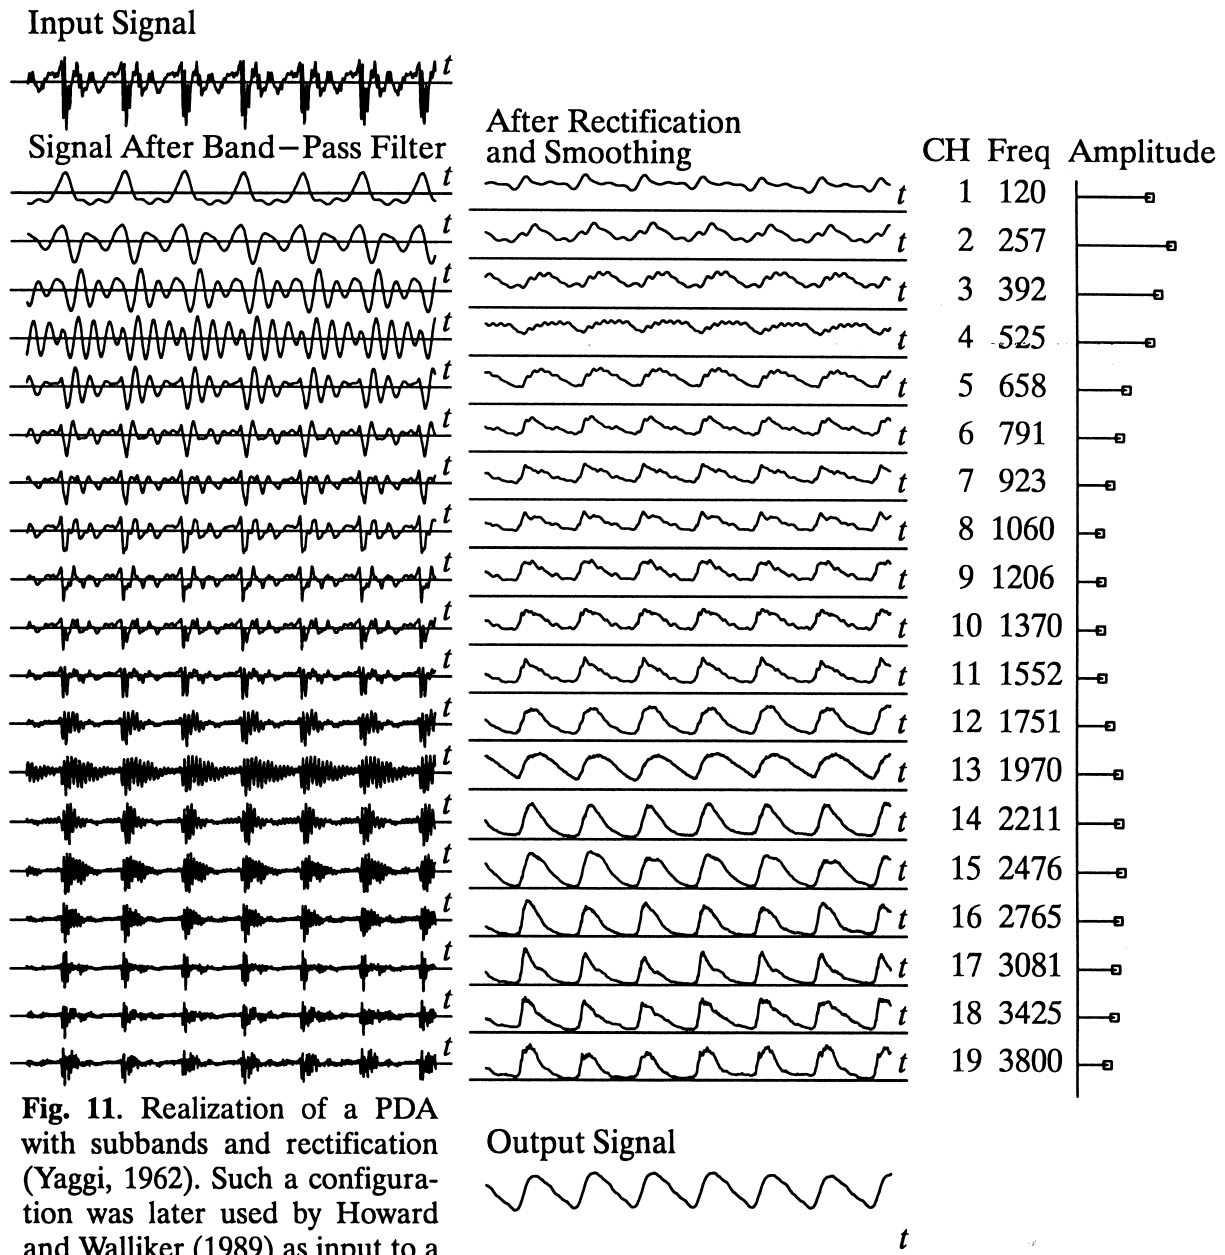 Input Signal
t
Signal After Band–Pass Filter
After Rectification
and Smoothing
CH Freq Amplitude
t t 1 120
t t 2 257
t t 3 392
t t 4 525
t t 5 658
t t 6 791
t t 7 923
t t 8 1060
t t 9 1206
t t 10 1370
t t 11 1552
t t 12 1751
t t 13 1970
t t 14 2211
t t 15 2476
t t 16 2765
t t 17 3081
t t 18 3425
t t 19 3800
Fig. 11. Realization of a PDA
with subbands and rectification
(Yaggi, 1962). Such a configura-
tion was later used by Howard
and Walliker (1989) as input to a
Output Signal
t